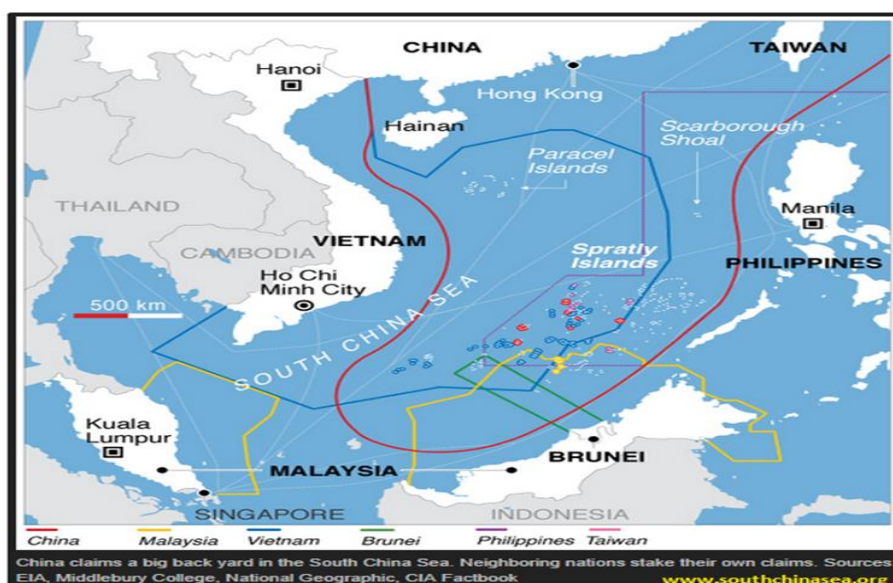 CHINA
TAIWAN
Hanoi
Hong Kong
Hainan
Scarborough
Shoal
Paracel
Islands
THAILAND
Manila
VIETNAM
CAMBODIA
Spratly
Islands
PHILIPPINES
Ho Chi
Minh City
500 km
SOUTH CHINA SEA
Kuala
Lumpur
BRUNEI
MALAYSIA
SINGAPORE
INDONESIA
China Malaysia Vietnam Brunei Philippines Taiwan
China claims a big back yard in the South China Sea. Neighboring nations stake their own claims. Sources
EIA, Middlebury College, National Geographic, CIA Factbook
www.southchinasea.org